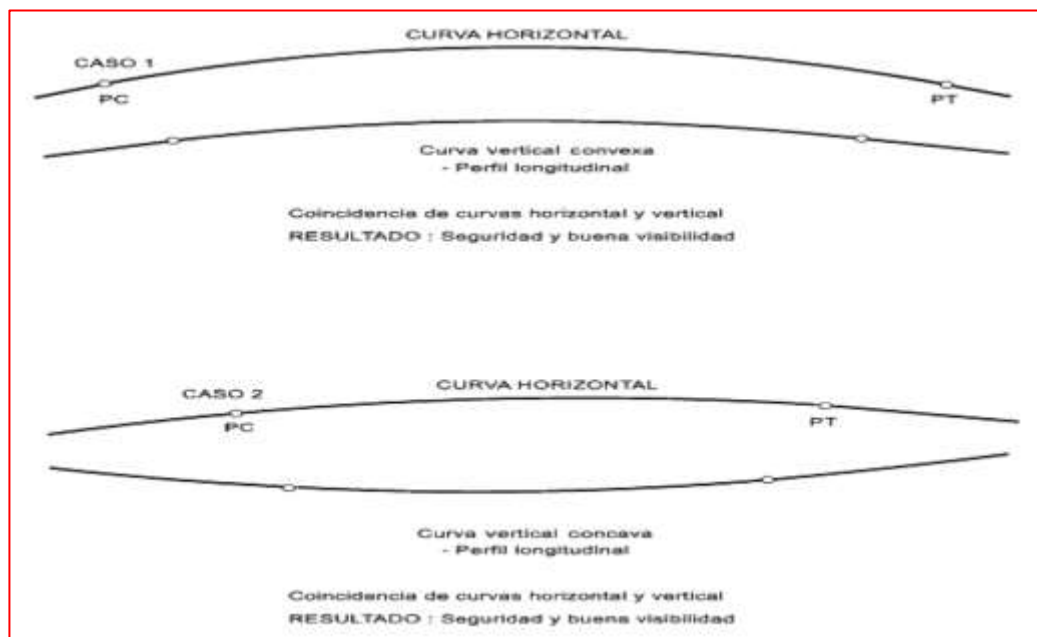 CURVA HORIZONTAL
CASO 1
PC
PT
Curva vertical convexa
- Perfil longitudinal
Coincidencia de curvas horizontal y vertical
RESULTADO : Seguridad y buena visibilidad
CURVA HORIZONTAL
CASO 2
PC
PT
Curva vertical concava
- Perfil longitudinal
Coincidencia de curvas horizontal y vertical
RESULTADO : Seguridad y buena visibilidad